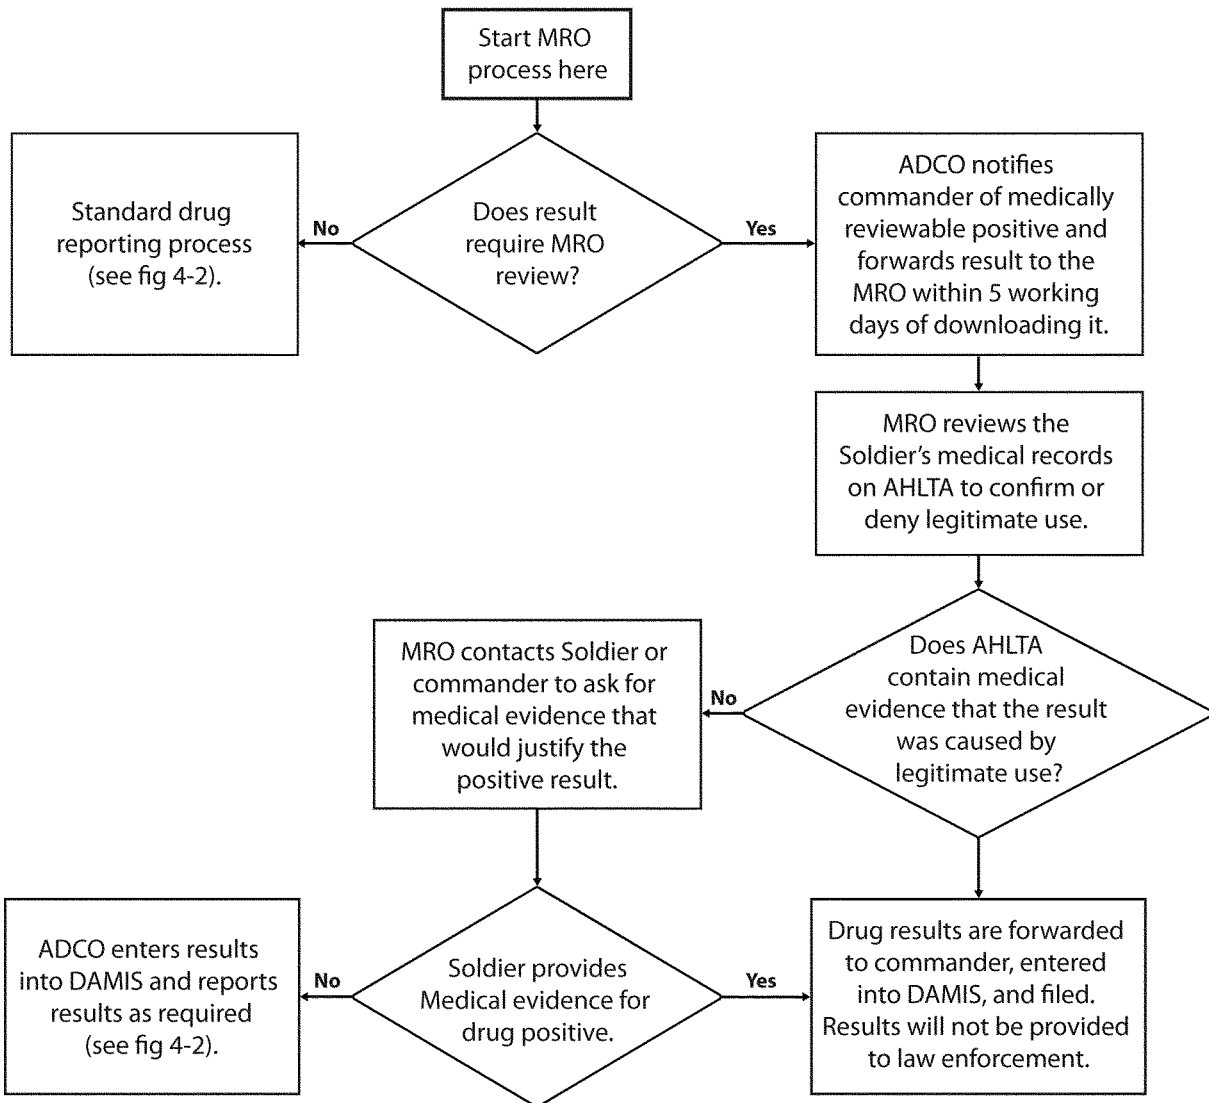 Start MRO
process here
Standard drug
reporting process
(see fig 4-2).
No
Does result
require MRO
review?
Yes
ADCO notifies
commander of medically
reviewable positive and
forwards result to the
MRO within 5 working
days of downloading it.
MRO reviews the
Soldier’s medical records
on AHLTA to confirm or
deny legitimate use.
Does AHLTA
contain medical
evidence that the result
was caused by
legitimate use?
No
MRO contacts Soldier or
commander to ask for
medical evidence that
would justify the
positive result.
ADCO enters results
into DAMIS and reports
results as required
(see fig 4-2).
No
Soldier provides
Medical evidence for
drug positive.
Yes
Drug results are forwarded
to commander, entered
into DAMIS, and filed.
Results will not be provided
to law enforcement.